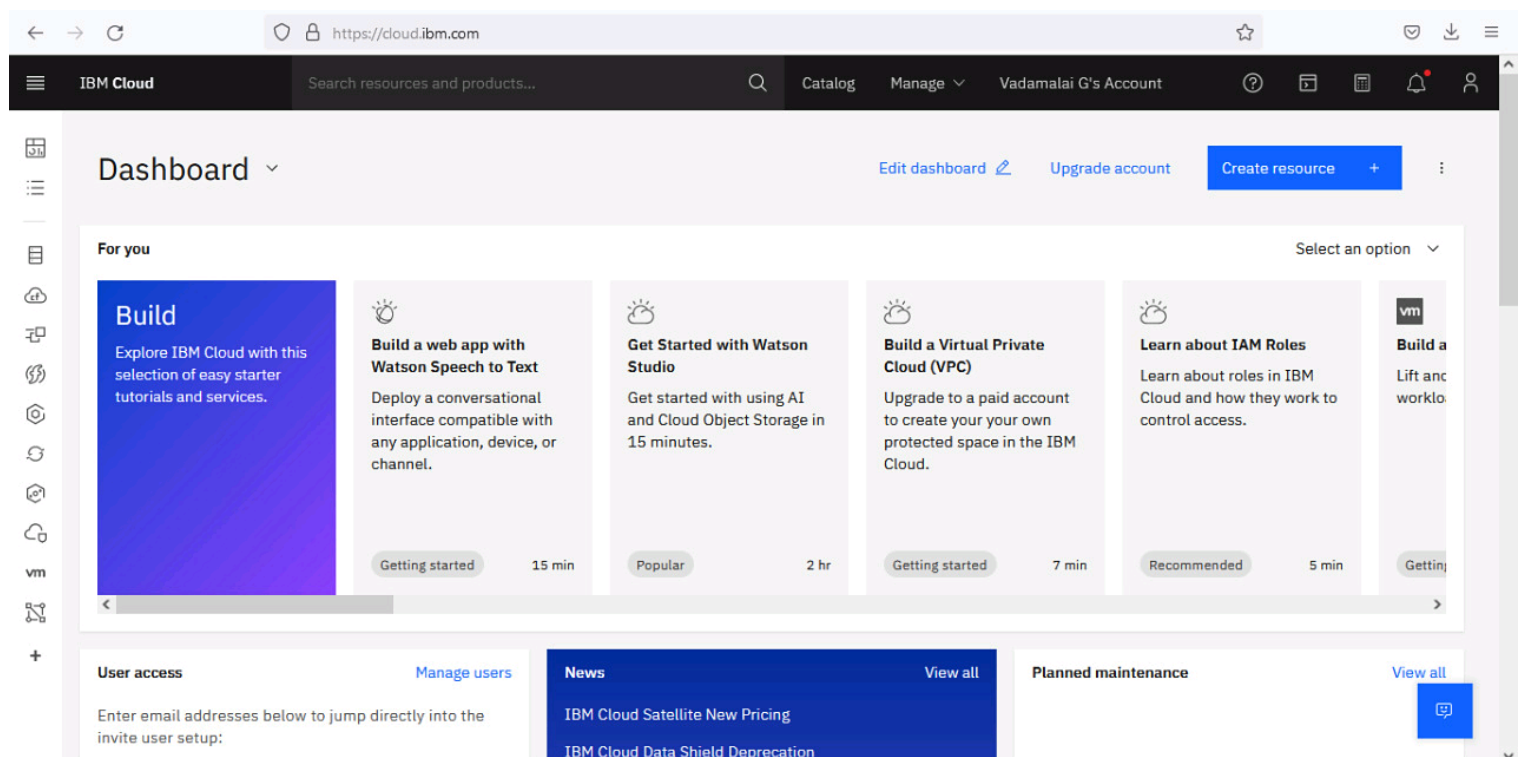 https://cloud.ibm.com
IBM Cloud
Search resources and products...
Catalog
Manage
Vadamalai G's Account
Dashboard
Edit dashboard
Upgrade account
Create resource +
For you
Select an option
Build
Explore IBM Cloud with this
selection of easy starter
tutorials and services.
Build a web app with
Watson Speech to Text
Deploy a conversational
interface compatible with
any application, device, or
channel.
Getting started
15 min
Get Started with Watson
Studio
Get started with using AI
and Cloud Object Storage in
15 minutes.
Popular
2 hr
Build a Virtual Private
Cloud (VPC)
Upgrade to a paid account
to create your your own
protected space in the IBM
Cloud.
Getting started
7 min
Learn about IAM Roles
Learn about roles in IBM
Cloud and how they work to
control access.
Recommended
5 min
vm
Build a
Lift and
worklo
Getting
vm
User access
Manage users
Enter email addresses below to jump directly into the
invite user setup:
News
View all
IBM Cloud Satellite New Pricing
IBM Cloud Data Shield Deprecation
Planned maintenance
View all